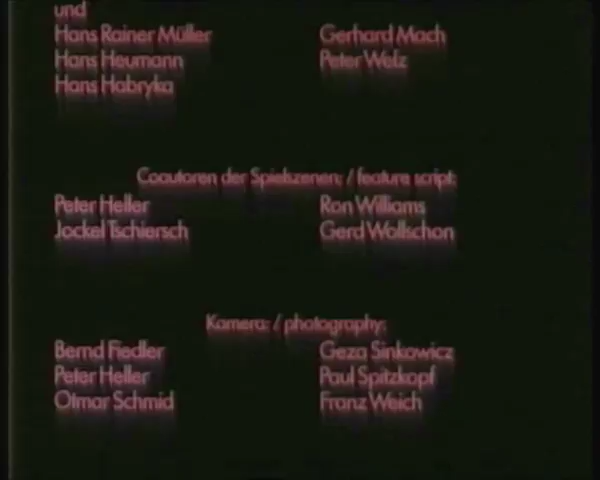 und
Hans Rainer Müller Gerhard Mach
Hans Heumann Peter Welz
Hans Habryka
Coautoren der Spielszenen: / feature script:
Peter Heller Ron Williams
Jockel Tschiersch Gerd Wollschon
Kamera: / photography:
Bernd Fiedler Geza Sinkowicz
Peter Heller Paul Spitzkopf
Otmar Schmid Franz Weich